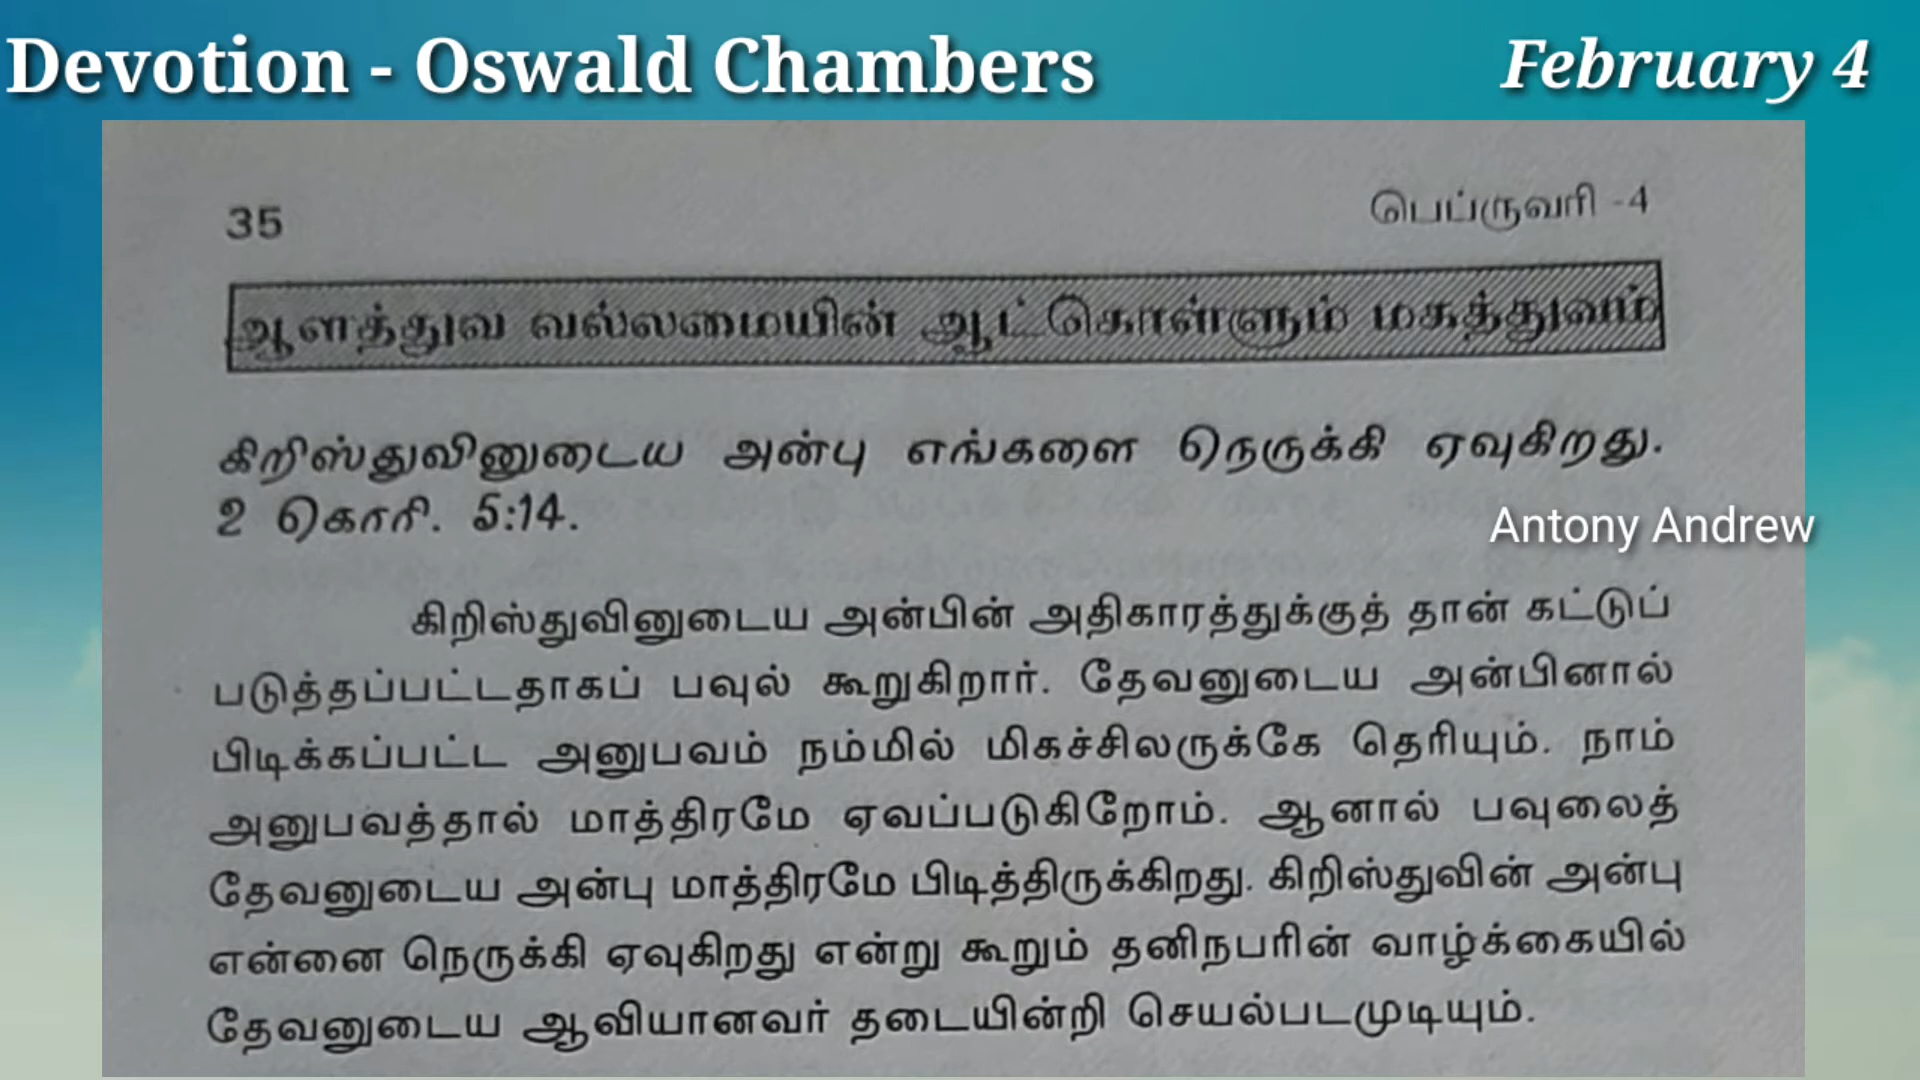 Devotion - Oswald Chambers
February 4
35
பெப்ருவரி -4
ஆளத்துவ வல்லமையின் ஆட்கொள்ளும் மகத்துவம்
கிறிஸ்துவினுடைய அன்பு எங்களை நெருக்கி ஏவுகிறது.
2 கொரி. 5:14.
Antony Andrew
கிறிஸ்துவினுடைய அன்பின் அதிகாரத்துக்குத் தான் கட்டுப்
படுத்தப்பட்டதாகப் பவுல் கூறுகிறார். தேவனுடைய அன்பினால்
பிடிக்கப்பட்ட அனுபவம் நம்மில் மிகச்சிலருக்கே தெரியும். நாம்
அனுபவத்தால் மாத்திரமே ஏவப்படுகிறோம். ஆனால் பவுலைத்
தேவனுடைய அன்பு மாத்திரமே பிடித்திருக்கிறது. கிறிஸ்துவின் அன்பு
என்னை நெருக்கி ஏவுகிறது என்று கூறும் தனிநபரின் வாழ்க்கையில்
தேவனுடைய ஆவியானவர் தடையின்றி செயல்படமுடியும்.